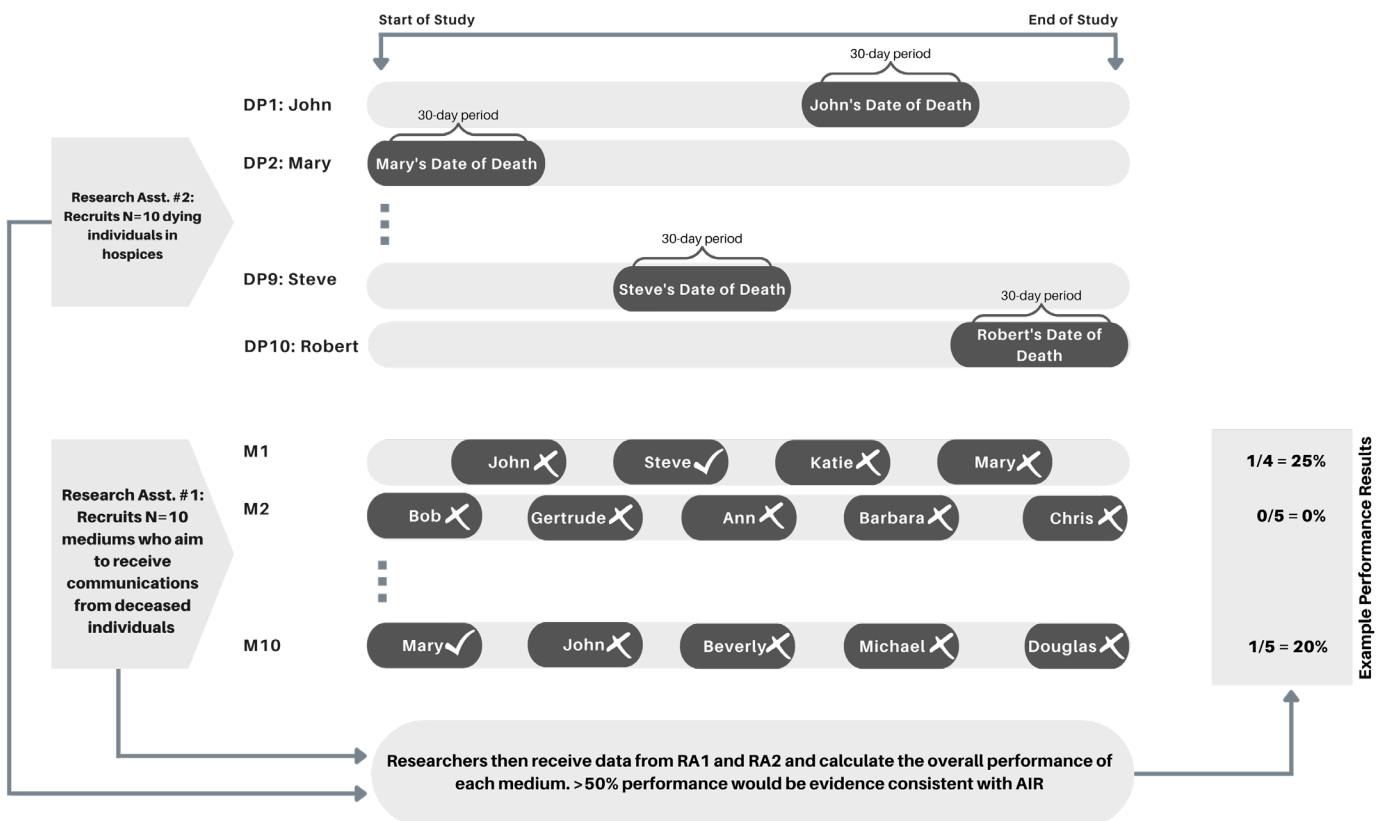 Start of Study
End of Study
30-day period
DP1: John
John's Date of Death
30-day period
DP2: Mary
Mary's Date of Death
Research Asst. #2:
Recruits N=10 dying
individuals in
hospices
30-day period
DP9: Steve
Steve's Date of Death
30-day period
DP10: Robert
Robert's Date of
Death
M1
John
Steve
Katie
Mary
1/4 = 25%
Research Asst. #1:
Recruits N=10
mediums who aim
to receive
communications
from deceased
individuals
M2
Bob
Gertrude
Ann
Barbara
Chris
0/5 = 0%
M10
Mary
John
Beverly
Michael
Douglas
1/5 = 20%
Example Performance Results
Researchers then receive data from RA1 and RA2 and calculate the overall performance of
each medium. >50% performance would be evidence consistent with AIR